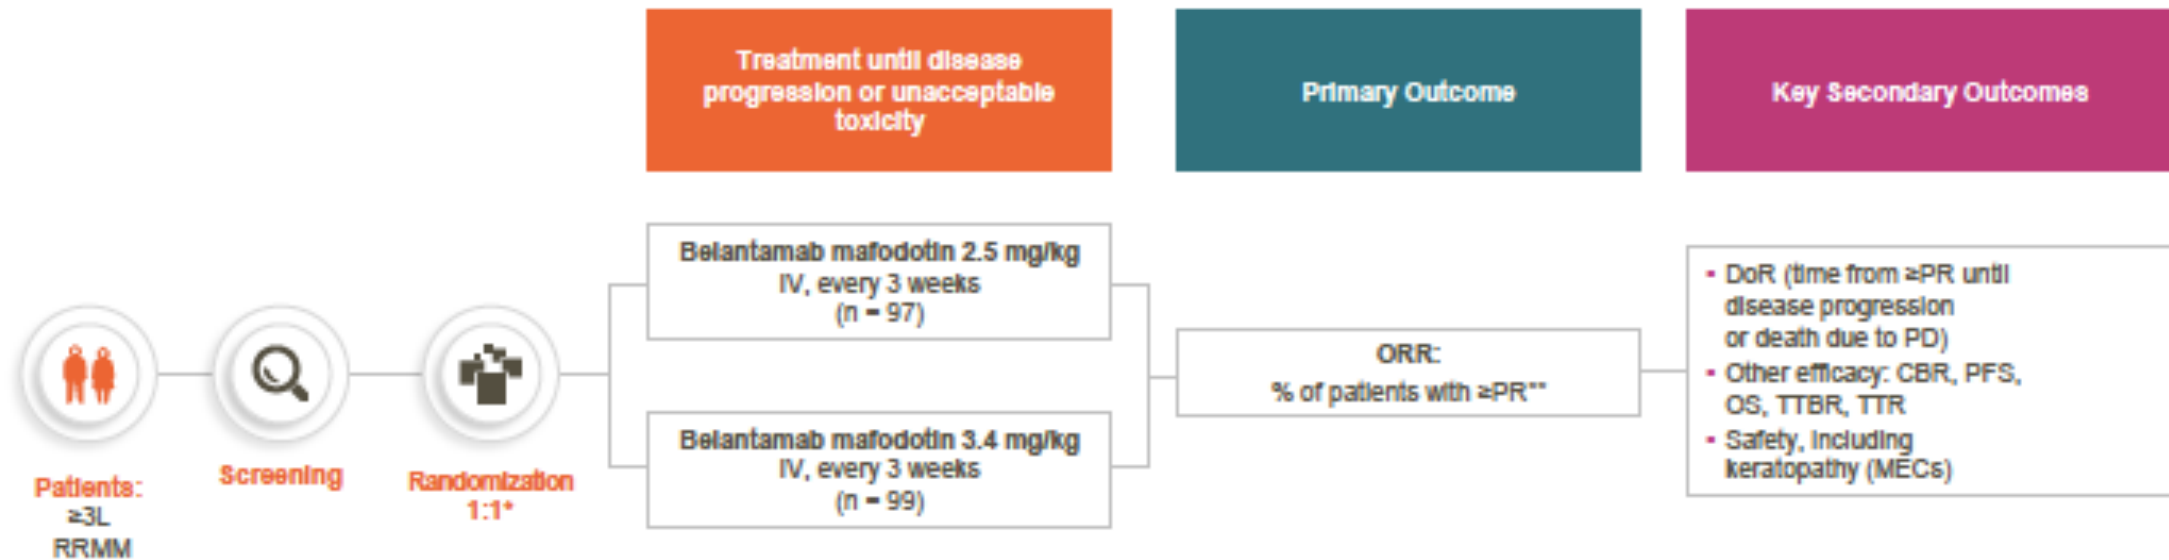 Treatment until disease
progression or unacceptable
toxicity
Primary Outcome
Key Secondary Outcomes
Patients:
≥3L
RRMM
Screening
Randomization
1:1*
Belantamab mafodotin 2.5 mg/kg
IV, every 3 weeks
(n = 97)
Belantamab mafodotin 3.4 mg/kg
IV, every 3 weeks
(n = 99)
ORR:
% of patients with ≥PR**
▪ DoR (time from ≥PR until
disease progression
or death due to PD)
▪ Other efficacy: CBR, PFS,
OS, TTBR, TTR
▪ Safety, including
keratopathy (MECs)